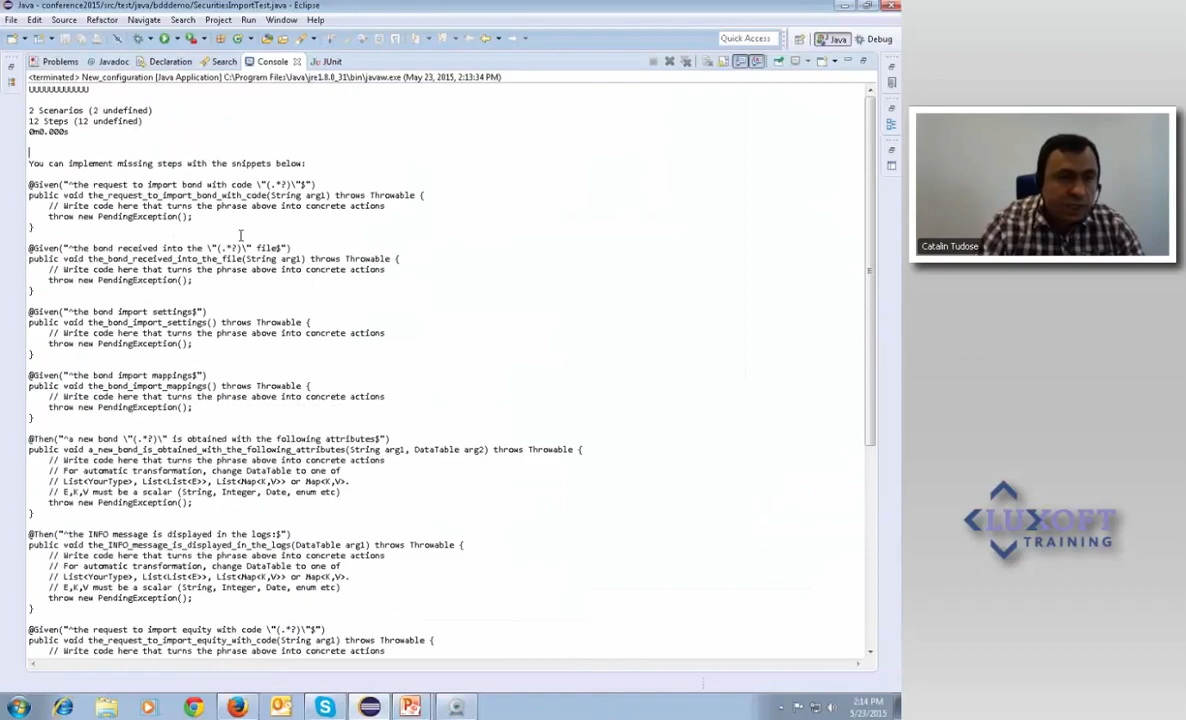 Java - conference2015/src/test/java/bdddemo/SecuritiesImportTest.java - Eclipse
File Edit Source Refactor Navigate Search Project Run Window Help
Quick Access
Java
Debug
Problems Javadoc Declaration Search Console JUnit
<terminated> New_configuration [Java Application] C:\Program Files\Java\jre1.8.0_31\bin\javaw.exe (May 23, 2015, 2:13:34 PM)
UUUUUUUUUUUU
2 Scenarios (2 undefined)
12 Steps (12 undefined)
0m0.000s
You can implement missing steps with the snippets below:
@Given("^the request to import bond with code \"(.*?)\"$")
public void the_request_to_import_bond_with_code(String arg1) throws Throwable {
// Write code here that turns the phrase above into concrete actions
throw new PendingException();
}
@Given("^the bond received into the \"(.*?)\" file$")
public void the_bond_received_into_the_file(String arg1) throws Throwable {
// Write code here that turns the phrase above into concrete actions
throw new PendingException();
}
@Given("^the bond import settings$")
public void the_bond_import_settings() throws Throwable {
// Write code here that turns the phrase above into concrete actions
throw new PendingException();
}
@Given("^the bond import mappings$")
public void the_bond_import_mappings() throws Throwable {
// Write code here that turns the phrase above into concrete actions
throw new PendingException();
}
@Then("^a new bond \"(.*?)\" is obtained with the following attributes$")
public void a_new_bond_is_obtained_with_the_following_attributes(String arg1, DataTable arg2) throws Throwable {
// Write code here that turns the phrase above into concrete actions
// For automatic transformation, change DataTable to one of
// List<YourType>, List<List<E>>, List<Map<K,V>> or Map<K,V>.
// E,K,V must be a scalar (String, Integer, Date, enum etc)
throw new PendingException();
}
@Then("^the INFO message is displayed in the logs:$")
public void the_INFO_message_is_displayed_in_the_logs(DataTable arg1) throws Throwable {
// Write code here that turns the phrase above into concrete actions
// For automatic transformation, change DataTable to one of
// List<YourType>, List<List<E>>, List<Map<K,V>> or Map<K,V>.
// E,K,V must be a scalar (String, Integer, Date, enum etc)
throw new PendingException();
}
@Given("^the request to import equity with code \"(.*?)\"$")
public void the_request_to_import_equity_with_code(String arg1) throws Throwable {
// Write code here that turns the phrase above into concrete actions
2:14 PM
5/23/2015
Catalin Tudose
LUXOFT
TRAINING